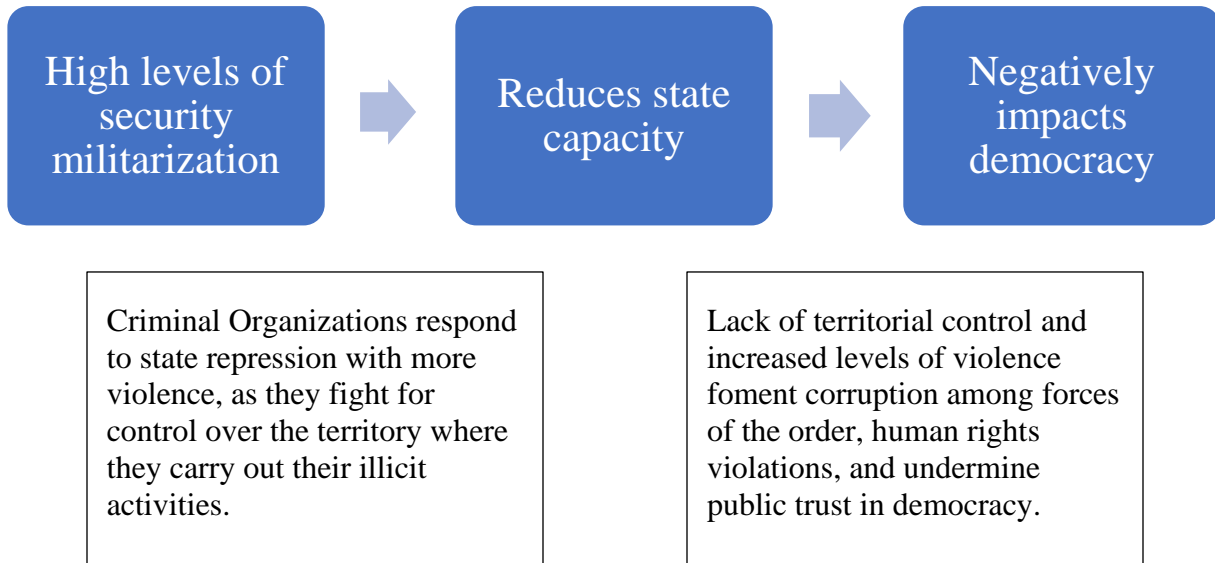 High levels of
security
militarization
Reduces state
capacity
Negatively
impacts
democracy
Criminal Organizations respond
to state repression with more
violence, as they fight for
control over the territory where
they carry out their illicit
activities.
Lack of territorial control and
increased levels of violence
foment corruption among forces
of the order, human rights
violations, and undermine
public trust in democracy.